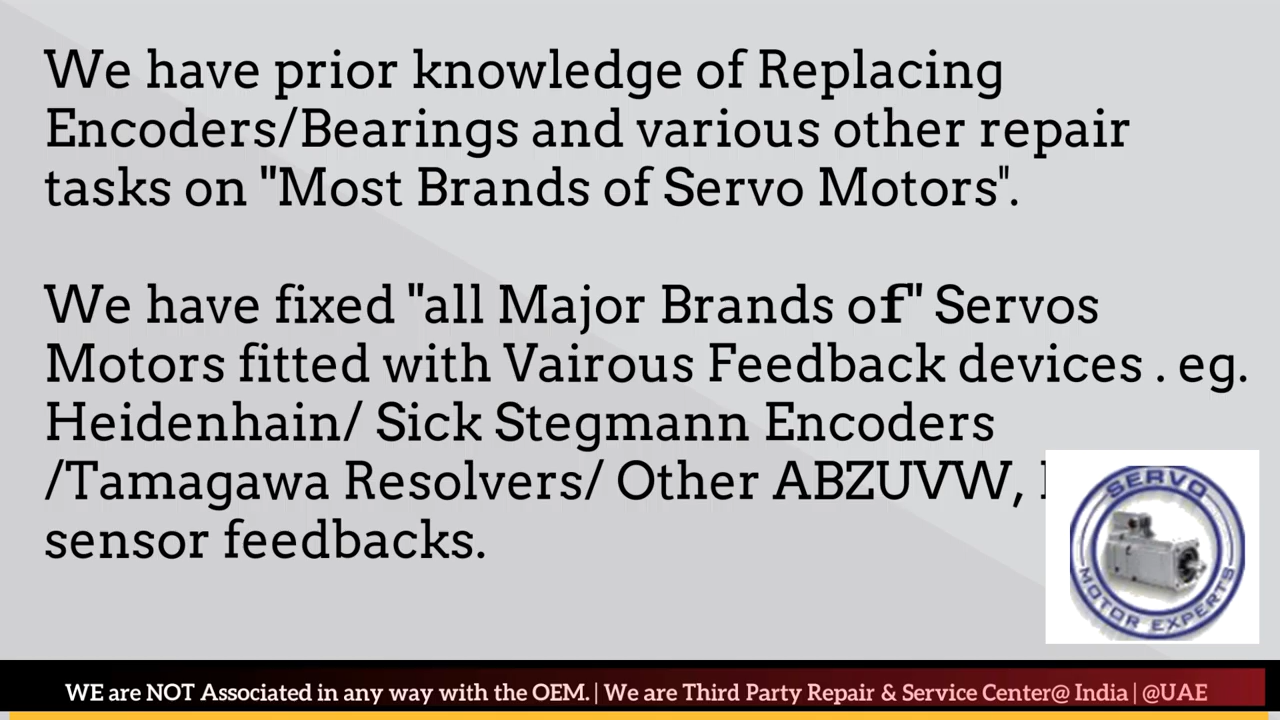 We have prior knowledge of Replacing
Encoders/Bearings and various other repair
tasks on "Most Brands of Servo Motors".
We have fixed "all Major Brands of" Servos
Motors fitted with Vairous Feedback devices . eg.
Heidenhain/ Sick Stegmann Encoders
/Tamagawa Resolvers/ Other ABZUVW,
sensor feedbacks.
SERVO
MOTOR EXPERTS
WE are NOT Associated in any way with the OEM. | We are Third Party Repair & Service Center@ India | @UAE